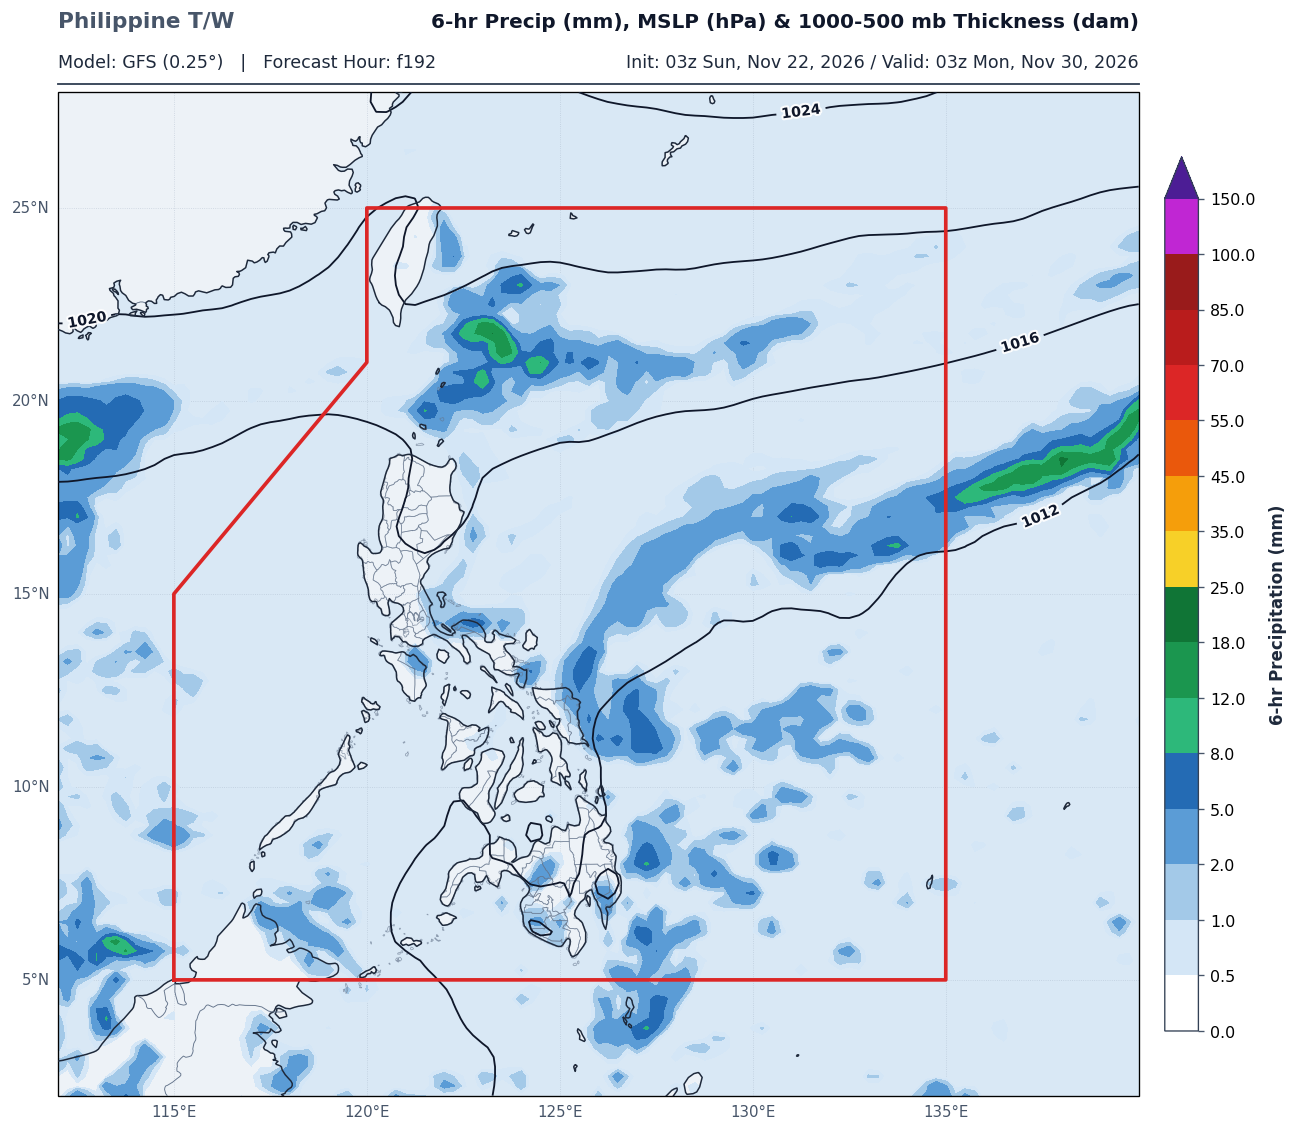 Philippine T/W
6-hr Precip (mm), MSLP (hPa) & 1000-500 mb Thickness (dam)
Model: GFS (0.25°) | Forecast Hour: f192
Init: 03z Sun, Nov 22, 2026 / Valid: 03z Mon, Nov 30, 2026
1024
25°N
1020
1016
20°N
1012
15°N
10°N
5°N
115°E
120°E
125°E
130°E
135°E
150.0
100.0
85.0
70.0
55.0
45.0
35.0
25.0
18.0
12.0
8.0
5.0
2.0
1.0
0.5
0.0
6-hr Precipitation (mm)